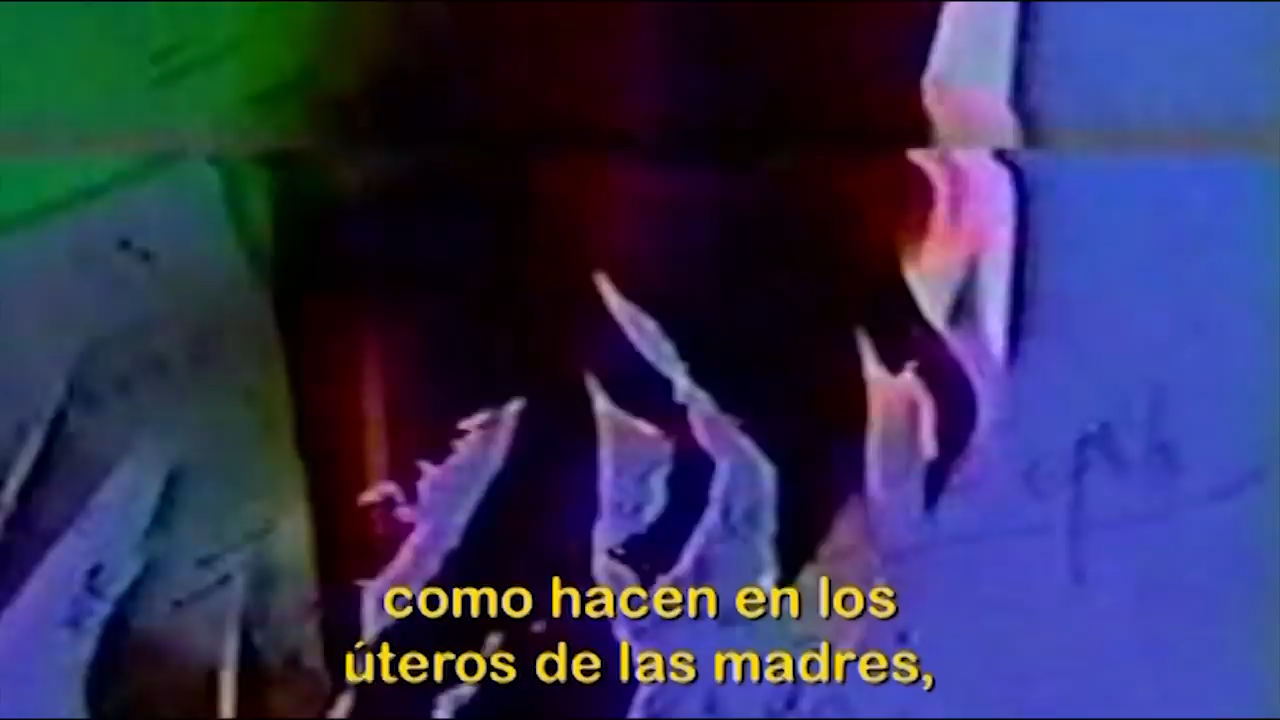 como hacen en los
úteros de las madres,